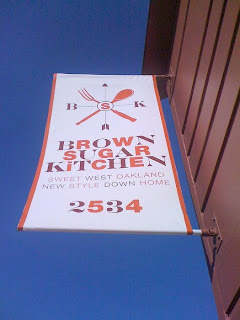 B S K
BROWN
SUGAR
KiTCHEN
SWEET WEST OAKLAND
NEW STYLE DOWN HOME
2534